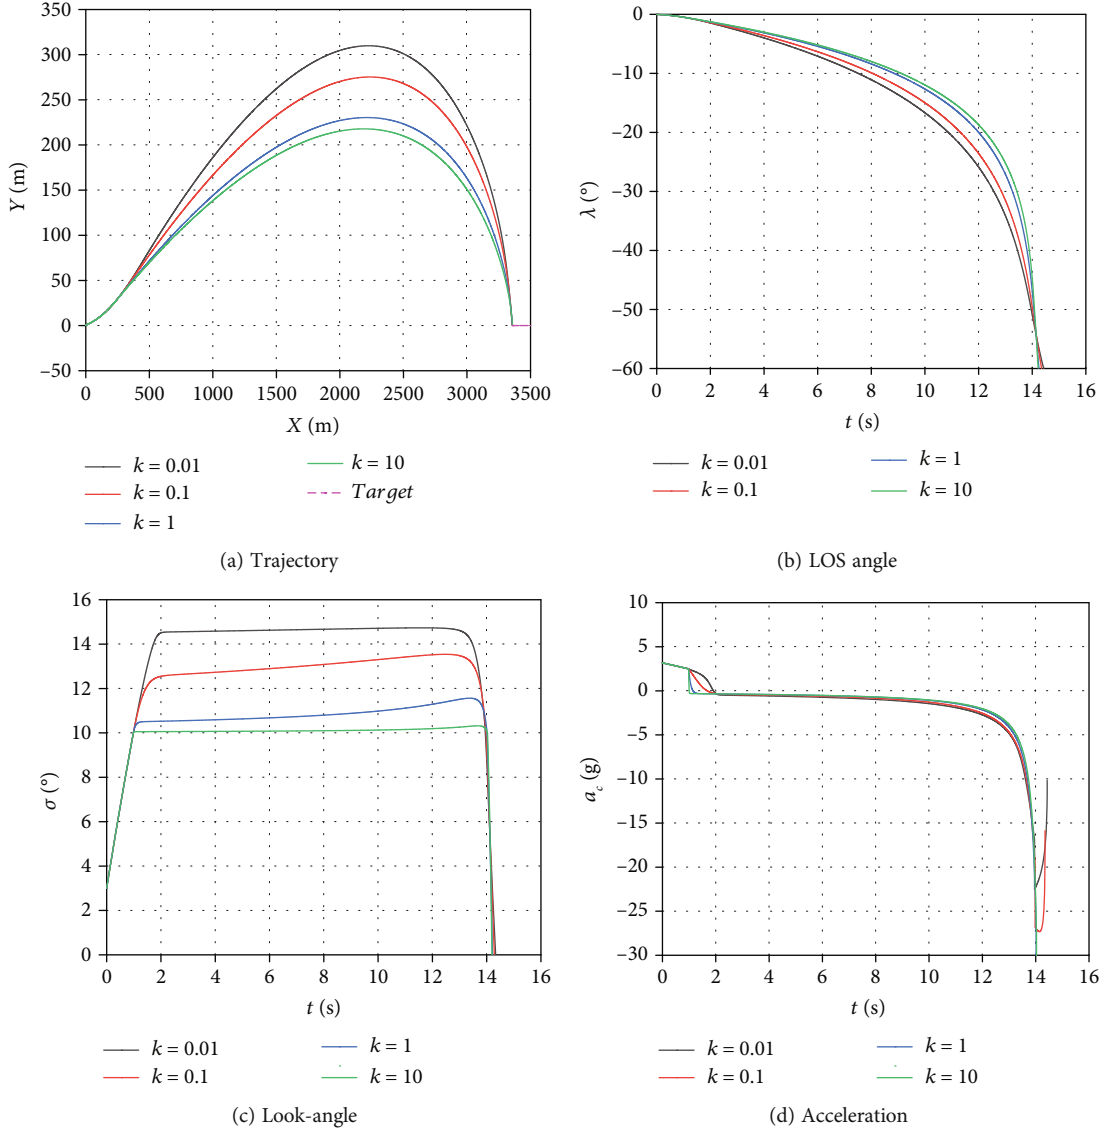 350
300
250
200
150
100
50
0
−50
Y (m)
0 500 1000 1500 2000 2500 3000 3500
X (m)
k = 0.01
k = 0.1
k = 1
k = 10
Target
(a) Trajectory
0
−10
−20
−30
−40
−50
−60
λ (°)
0 2 4 6 8 10 12 14 16
t (s)
k = 0.01
k = 0.1
k = 1
k = 10
(b) LOS angle
16
14
12
10
8
6
4
2
0
σ (°)
0 2 4 6 8 10 12 14 16
t (s)
k = 0.01
k = 0.1
k = 1
k = 10
(c) Look-angle
10
5
0
−5
−10
−15
−20
−25
−30
a_c (g)
0 2 4 6 8 10 12 14 16
t (s)
k = 0.01
k = 0.1
k = 1
k = 10
(d) Acceleration